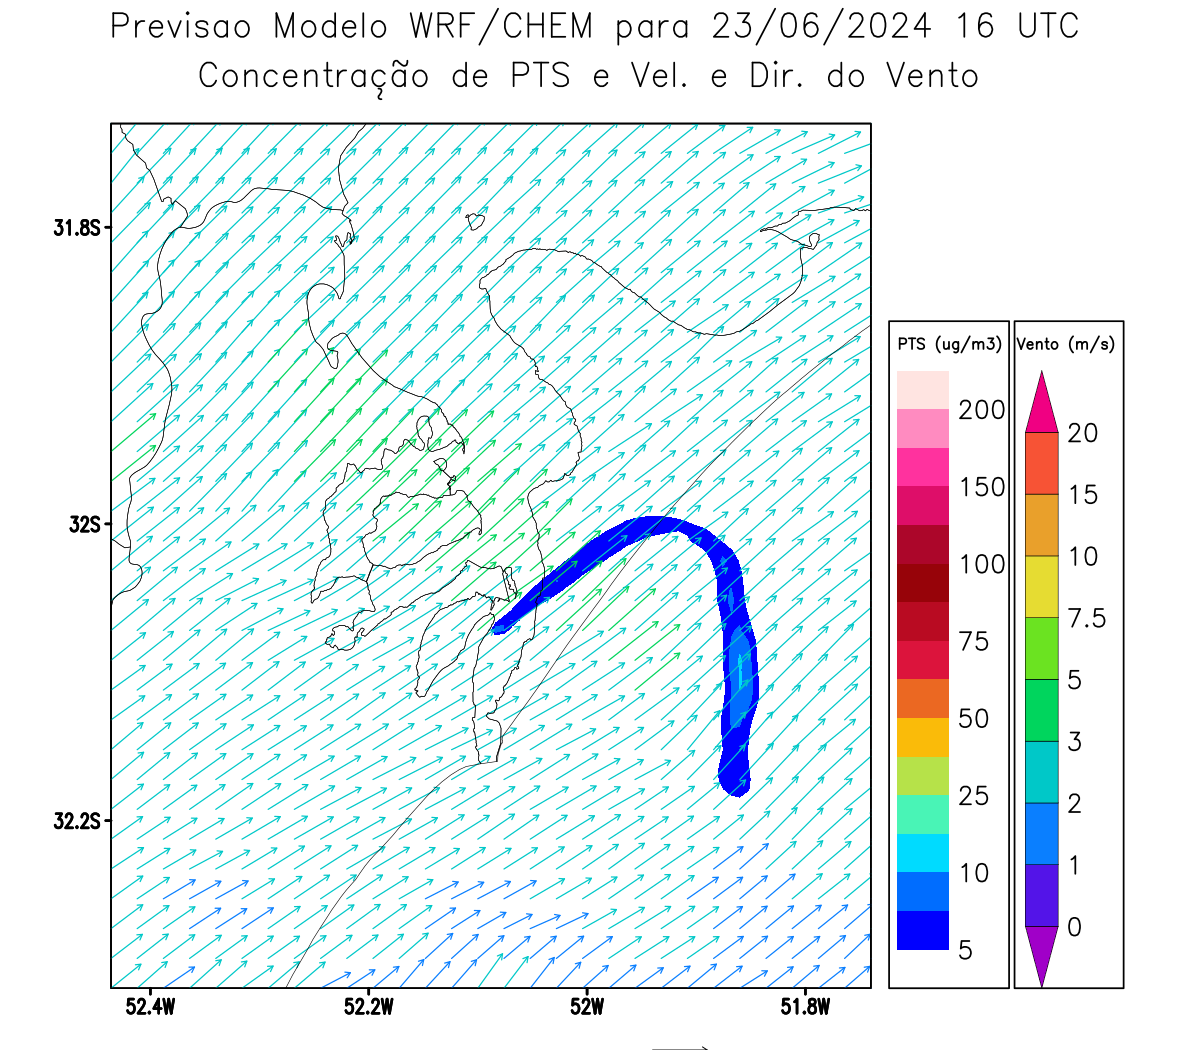 Previsao Modelo WRF/CHEM para 23/06/2024 16 UTC
Concentração de PTS e Vel. e Dir. do Vento
31.8S
32S
32.2S
52.4W 52.2W 52W 51.8W
PTS (ug/m3)
200
150
100
75
50
25
10
5
Vento (m/s)
20
15
10
7.5
5
3
2
1
0